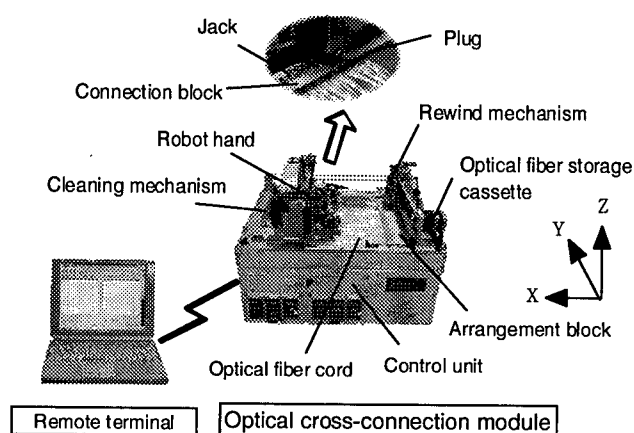 Jack
Plug
Connection block
Rewind mechanism
Robot hand
Optical fiber storage
cassette
Cleaning mechanism
Z
Y
X
Arrangement block
Optical fiber cord
Control unit
Remote terminal
Optical cross-connection module